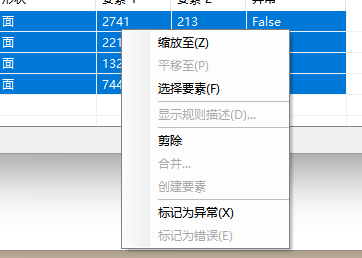 面 2741 213 False
面 221
面 132
面 744
缩放至(Z)
平移至(P)
选择要素(F)
显示规则描述(D)...
剪除
合并...
创建要素
标记为异常(X)
标记为错误(E)